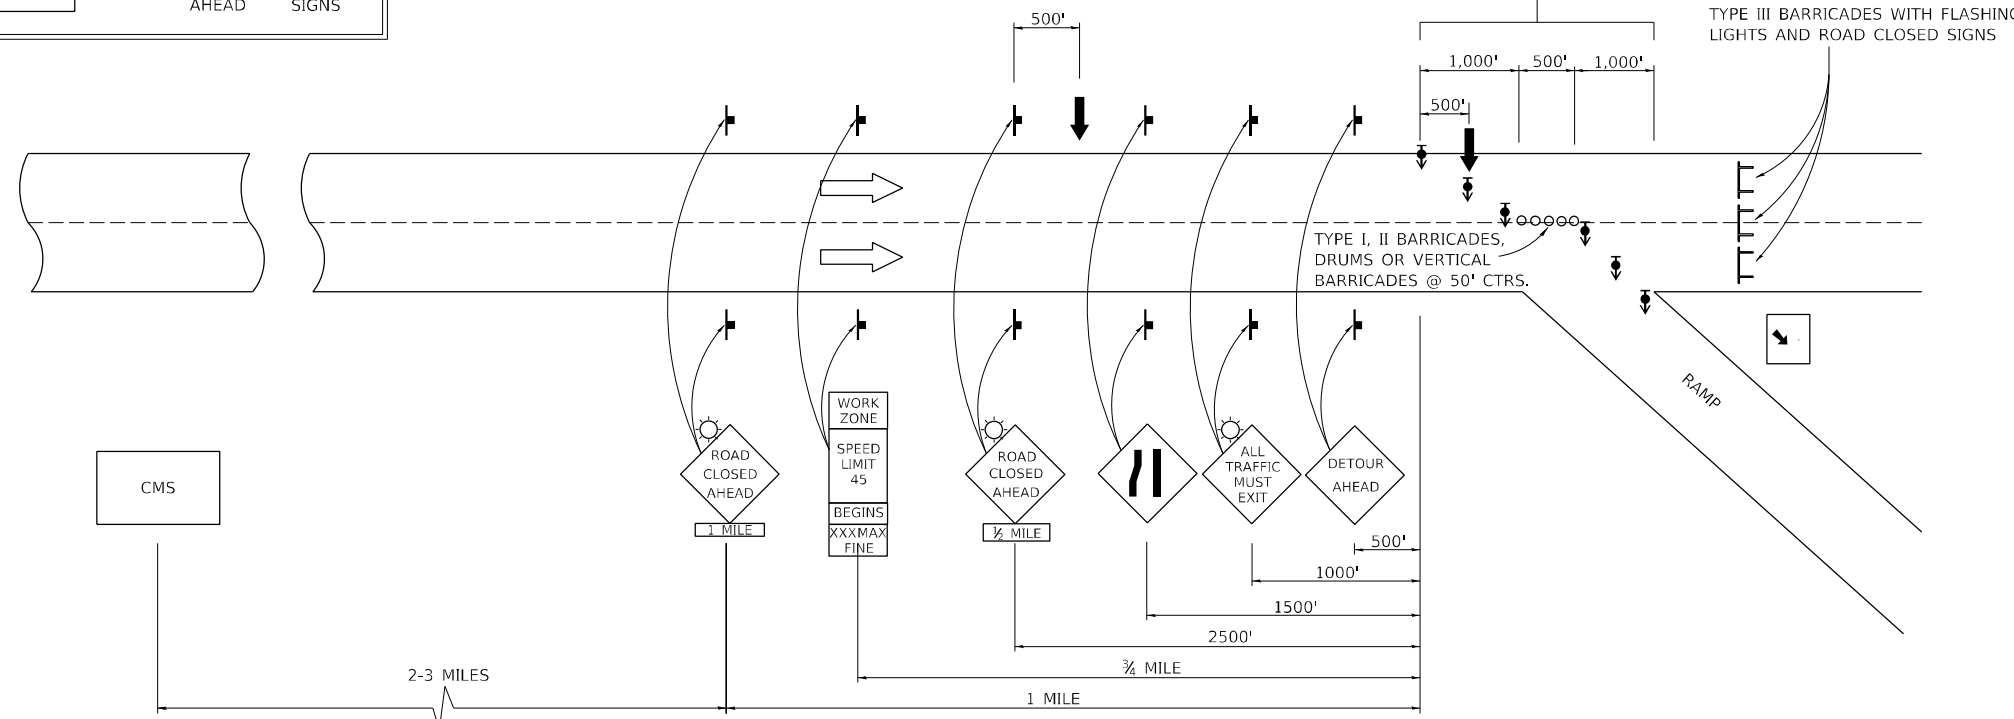 AHEAD SIGNS
500'
TYPE III BARRICADES WITH FLASHING
LIGHTS AND ROAD CLOSED SIGNS
1,000' 500' 1,000'
500'
TYPE I, II BARRICADES,
DRUMS OR VERTICAL
BARRICADES @ 50' CTRS.
RAMP
CMS
ROAD
CLOSED
AHEAD
1 MILE
WORK
ZONE
SPEED
LIMIT
45
BEGINS
XXXMAX
FINE
ROAD
CLOSED
AHEAD
½ MILE
ALL
TRAFFIC
MUST
EXIT
DETOUR
AHEAD
500'
1000'
1500'
2500'
¾ MILE
2-3 MILES
1 MILE